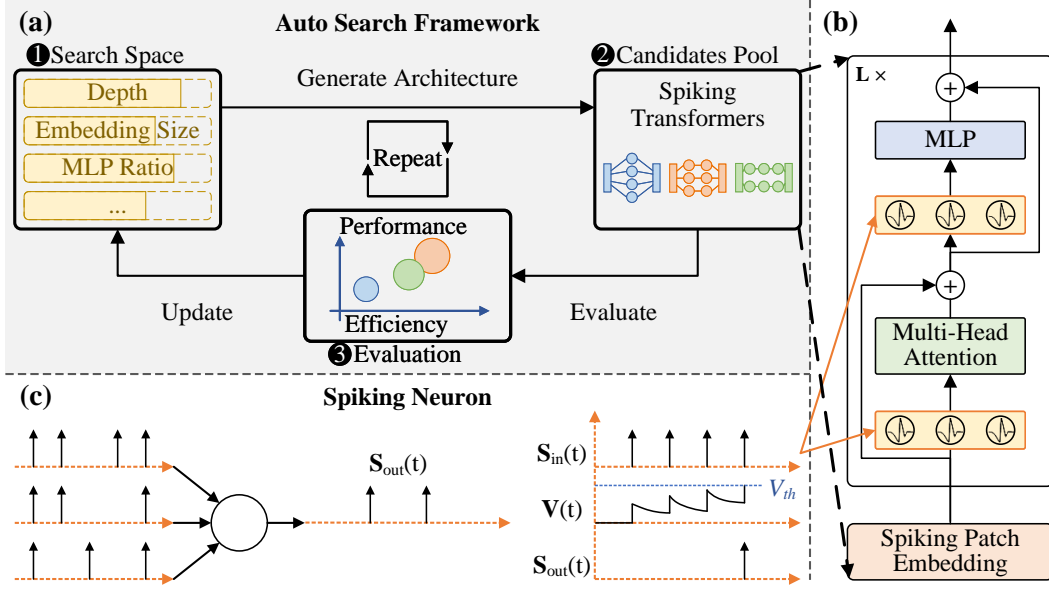 (a)
Auto Search Framework
❶Search Space
Depth
Embedding Size
MLP Ratio
...
Generate Architecture
❷Candidates Pool
Spiking
Transformers
Repeat
Performance
Efficiency
❸Evaluation
Update
Evaluate
(b)
L ×
+
MLP
+
Multi-Head
Attention
Spiking Patch
Embedding
(c)
Spiking Neuron
S_out(t)
S_in(t)
V_th
V(t)
S_out(t)